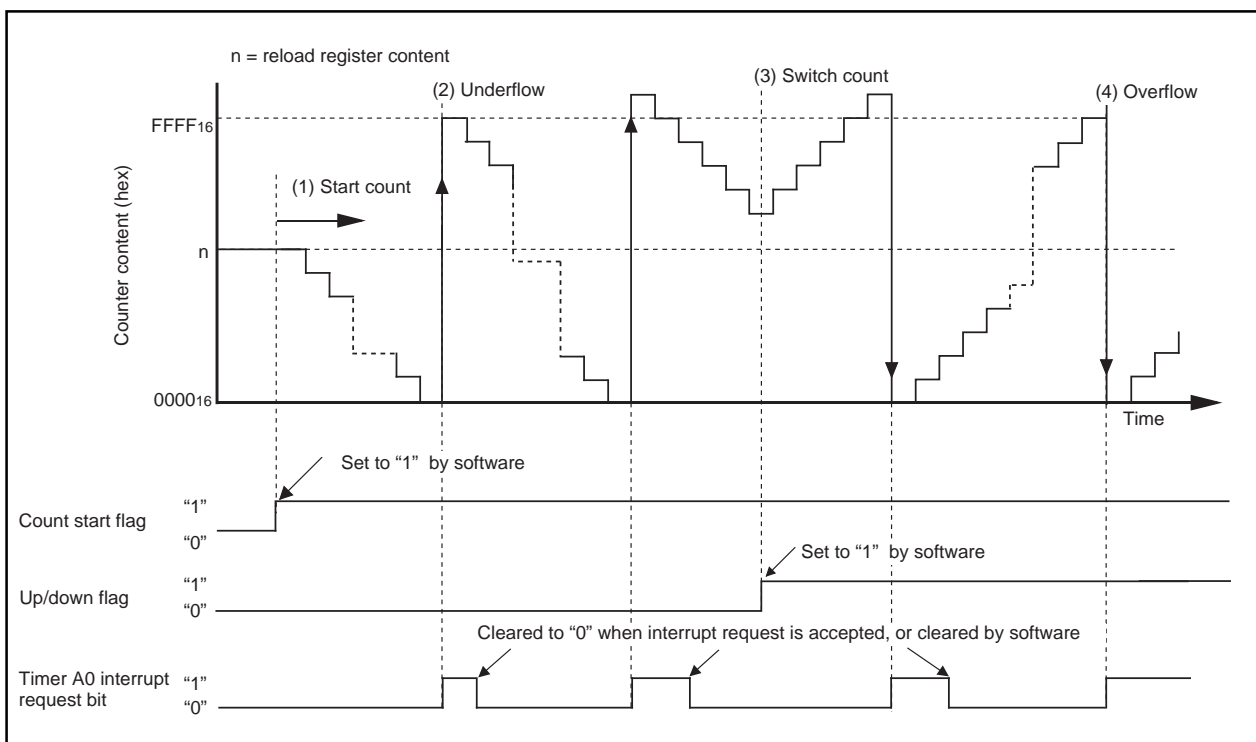 n = reload register content
(2) Underflow
(3) Switch count
(4) Overflow
FFFF16
(1) Start count
Counter content (hex)
n
000016
Time
Set to “1” by software
Count start flag
“1”
“0”
Set to “1” by software
Up/down flag
“1”
“0”
Cleared to “0” when interrupt request is accepted, or cleared by software
Timer A0 interrupt
request bit
“1”
“0”